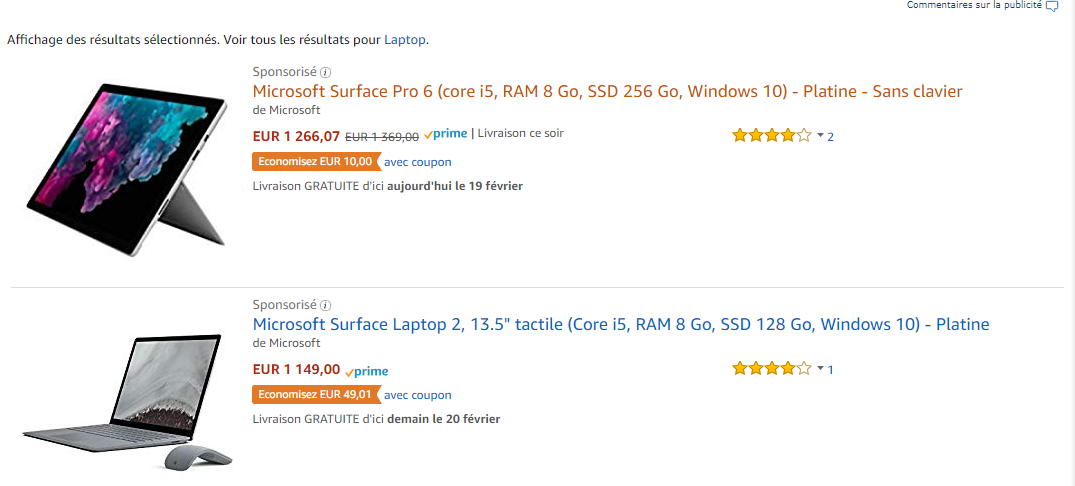 Commentaires sur la publicité
Affichage des résultats sélectionnés. Voir tous les résultats pour Laptop.
Sponsorisé
Microsoft Surface Pro 6 (core i5, RAM 8 Go, SSD 256 Go, Windows 10) - Platine - Sans clavier
de Microsoft
EUR 1 266,07 EUR 1 369,00 prime | Livraison ce soir 2
Economisez EUR 10,00 avec coupon
Livraison GRATUITE d'ici aujourd'hui le 19 février
Sponsorisé
Microsoft Surface Laptop 2, 13.5" tactile (Core i5, RAM 8 Go, SSD 128 Go, Windows 10) - Platine
de Microsoft
EUR 1 149,00 prime 1
Economisez EUR 49,01 avec coupon
Livraison GRATUITE d'ici demain le 20 février